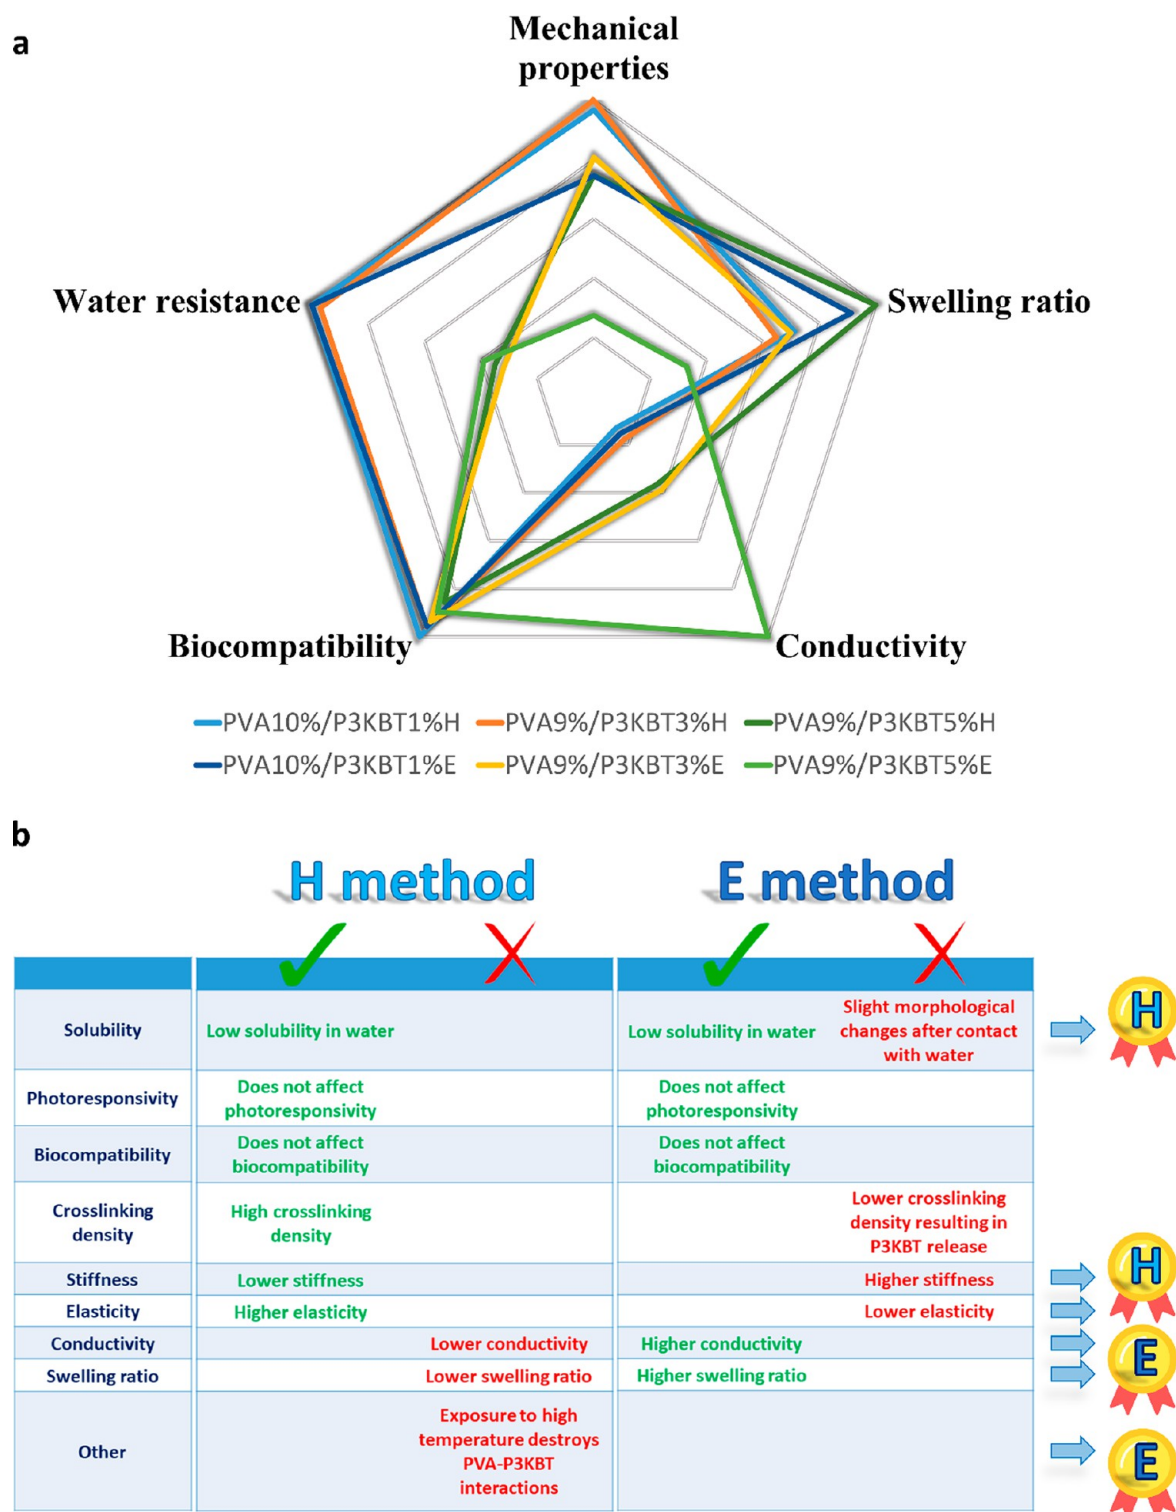 a
Mechanical
properties
Water resistance
Swelling ratio
Biocompatibility
Conductivity
PVA10%/P3KBT1%H PVA9%/P3KBT3%H PVA9%/P3KBT5%H
PVA10%/P3KBT1%E PVA9%/P3KBT3%E PVA9%/P3KBT5%E
b
H method
E method
Solubility
Low solubility in water
Low solubility in water
Slight morphological
changes after contact
with water
H
Photoresponsivity
Does not affect
photoresponsivity
Does not affect
photoresponsivity
Biocompatibility
Does not affect
biocompatibility
Does not affect
biocompatibility
Crosslinking
density
High crosslinking
density
Lower crosslinking
density resulting in
P3KBT release
Stiffness
Lower stiffness
Higher stiffness
H
Elasticity
Higher elasticity
Lower elasticity
Conductivity
Lower conductivity
Higher conductivity
E
Swelling ratio
Lower swelling ratio
Higher swelling ratio
Other
Exposure to high
temperature destroys
PVA-P3KBT
interactions
E